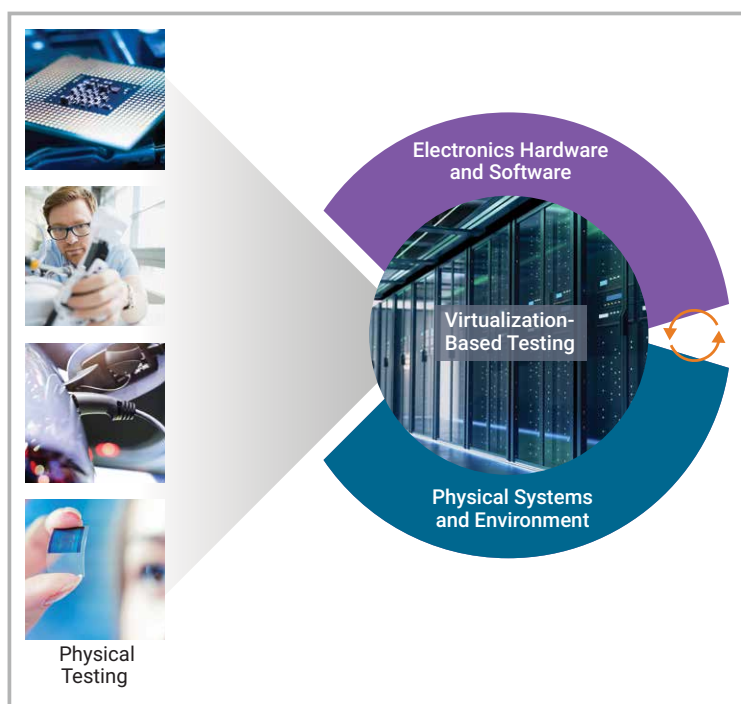 Electronics Hardware
and Software
Virtualization-
Based Testing
Physical Systems
and Environment
Physical
Testing